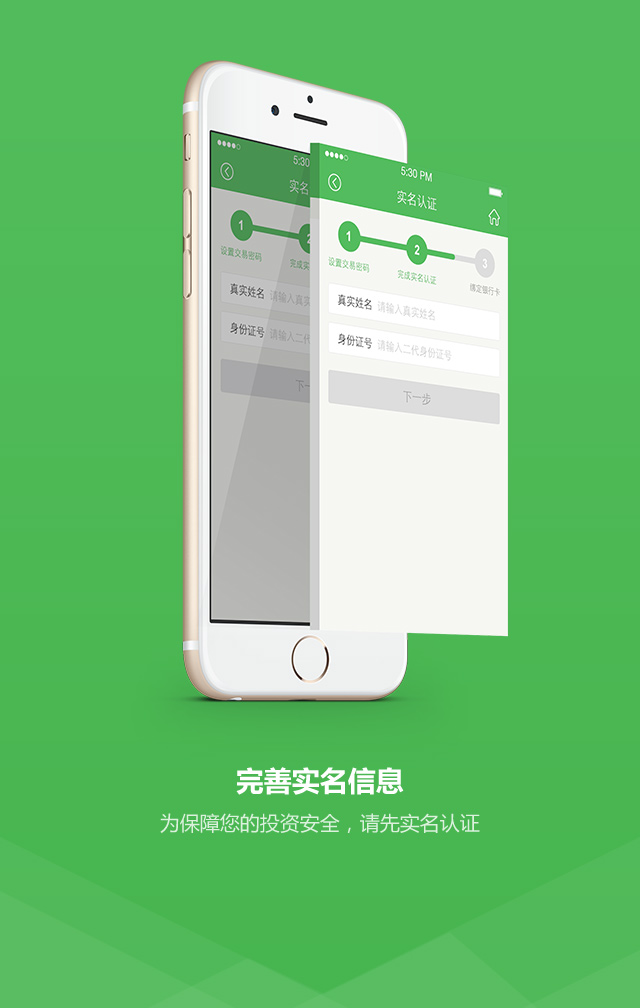 5:30
实名
1
2
设置交易密码
完成实
真实姓名 请输入真实
身份证号 请输入二代
下一
5:30 PM
实名认证
1
2
3
设置交易密码
完成实名认证
绑定银行卡
真实姓名 请输入真实姓名
身份证号 请输入二代身份证号
下一步
完善实名信息
为保障您的投资安全，请先实名认证